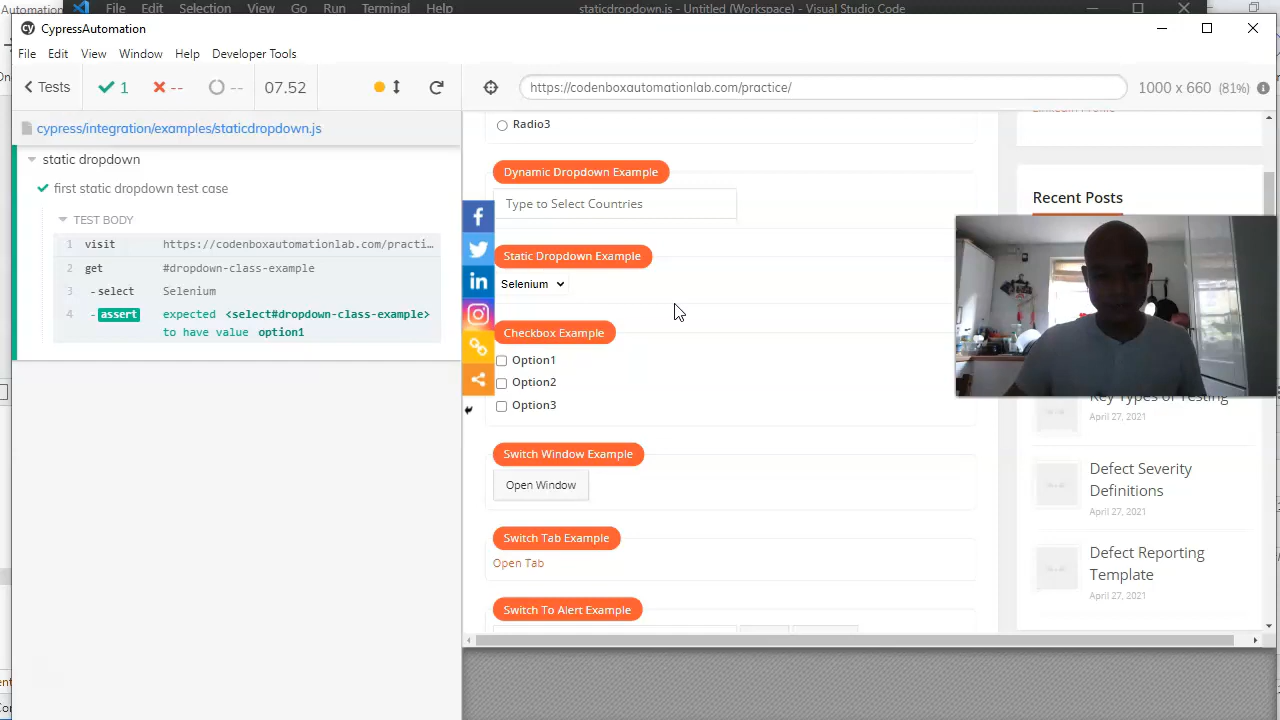 Automation
File Edit Selection View Go Run Terminal Help
staticdropdown.js - Untitled (Workspace) - Visual Studio Code
cy CypressAutomation
File Edit View Window Help Developer Tools
Tests 1 -- -- 07.52
https://codenboxautomationlab.com/practice/
1000 x 660 (81%)
cypress/integration/examples/staticdropdown.js
static dropdown
first static dropdown test case
TEST BODY
1 visit https://codenboxautomationlab.com/practi...
2 get #dropdown-class-example
3 -select Selenium
4 -assert expected <select#dropdown-class-example>
to have value option1
Radio3
Dynamic Dropdown Example
Type to Select Countries
Static Dropdown Example
Selenium
Checkbox Example
Option1
Option2
Option3
Switch Window Example
Open Window
Switch Tab Example
Open Tab
Switch To Alert Example
Recent Posts
Key Types of Testing
April 27, 2021
Defect Severity
Definitions
April 27, 2021
Defect Reporting
Template
April 27, 2021